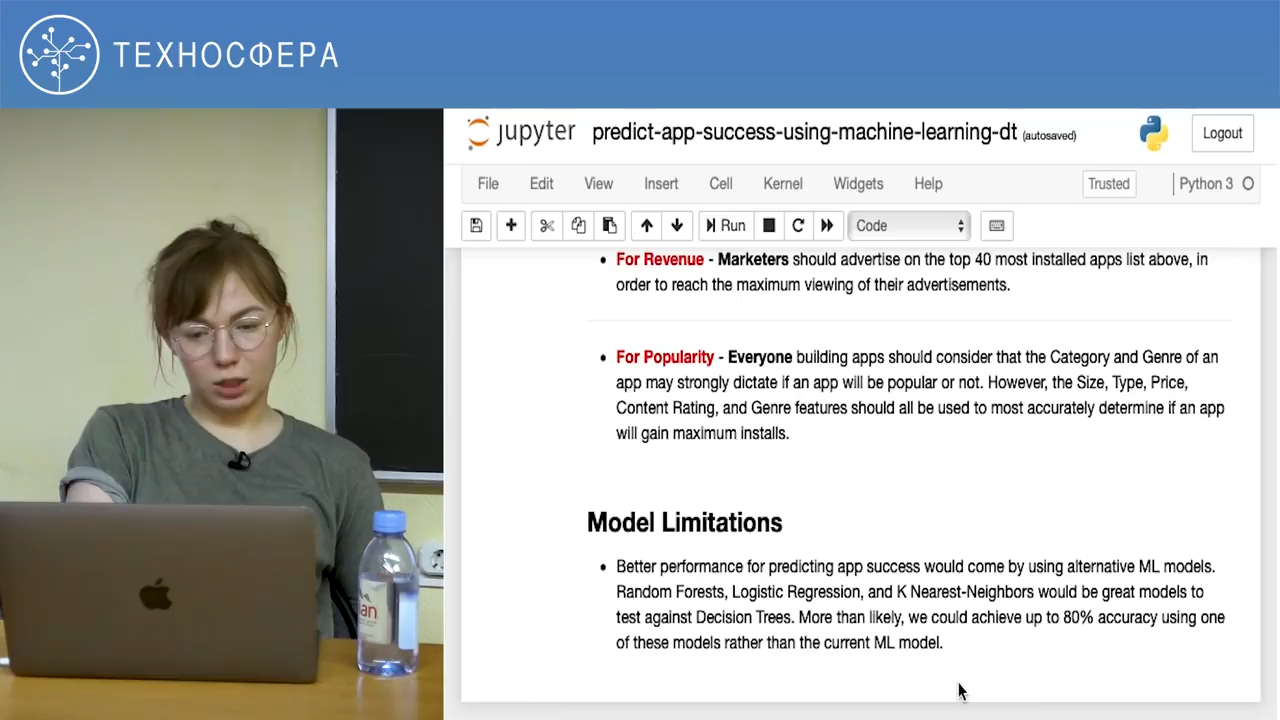 ТЕХНОСФЕРА
jupyter predict-app-success-using-machine-learning-dt (autosaved)
Logout
File Edit View Insert Cell Kernel Widgets Help
Trusted
Python 3
Run
Code
For Revenue - Marketers should advertise on the top 40 most installed apps list above, in
order to reach the maximum viewing of their advertisements.
For Popularity - Everyone building apps should consider that the Category and Genre of an
app may strongly dictate if an app will be popular or not. However, the Size, Type, Price,
Content Rating, and Genre features should all be used to most accurately determine if an app
will gain maximum installs.
Model Limitations
Better performance for predicting app success would come by using alternative ML models.
Random Forests, Logistic Regression, and K Nearest-Neighbors would be great models to
test against Decision Trees. More than likely, we could achieve up to 80% accuracy using one
of these models rather than the current ML model.